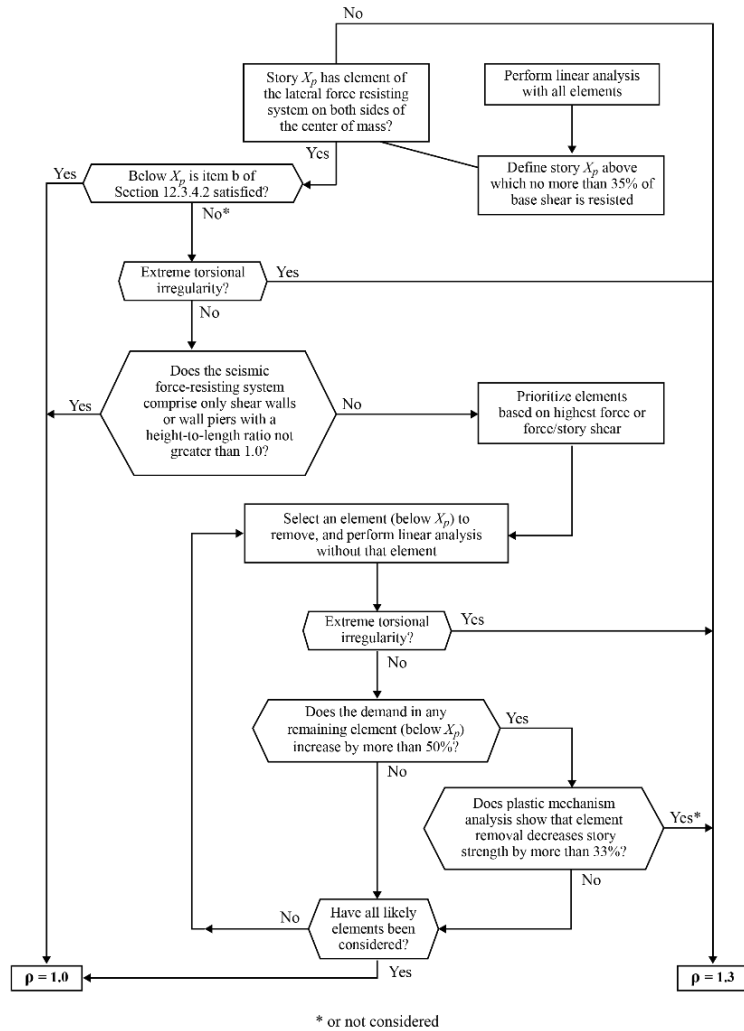 No
Story Xp has element of
the lateral force resisting
system on both sides of
the center of mass?
Perform linear analysis
with all elements
Yes
Define story Xp above
which no more than 35% of
base shear is resisted
Yes
Below Xp is item b of
Section 12.3.4.2 satisfied?
No*
Extreme torsional
irregularity?
Yes
No
Does the seismic
force-resisting system
comprise only shear walls
or wall piers with a
height-to-length ratio not
greater than 1.0?
Yes
No
Prioritize elements
based on highest force or
force/story shear
Select an element (below Xp) to
remove, and perform linear analysis
without that element
Extreme torsional
irregularity?
Yes
No
Does the demand in any
remaining element (below Xp)
increase by more than 50%?
Yes
No
Does plastic mechanism
analysis show that element
removal decreases story
strength by more than 33%?
Yes*
No
Have all likely
elements been
considered?
No
Yes
ρ = 1.0
ρ = 1.3
* or not considered